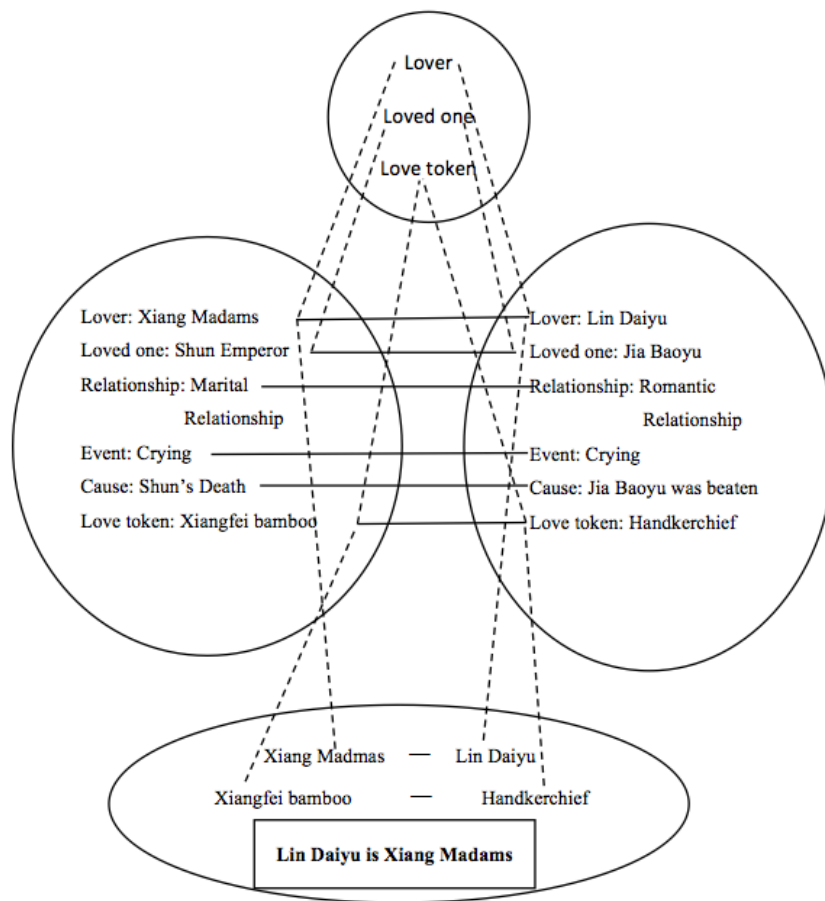 Lover
Loved one
Love token
Lover: Xiang Madams
Loved one: Shun Emperor
Relationship: Marital
Relationship
Event: Crying
Cause: Shun's Death
Love token: Xiangfei bamboo
Lover: Lin Daiyu
Loved one: Jia Baoyu
Relationship: Romantic
Relationship
Event: Crying
Cause: Jia Baoyu was beaten
Love token: Handkerchief
Xiang Madmas — Lin Daiyu
Xiangfei bamboo — Handkerchief
Lin Daiyu is Xiang Madams